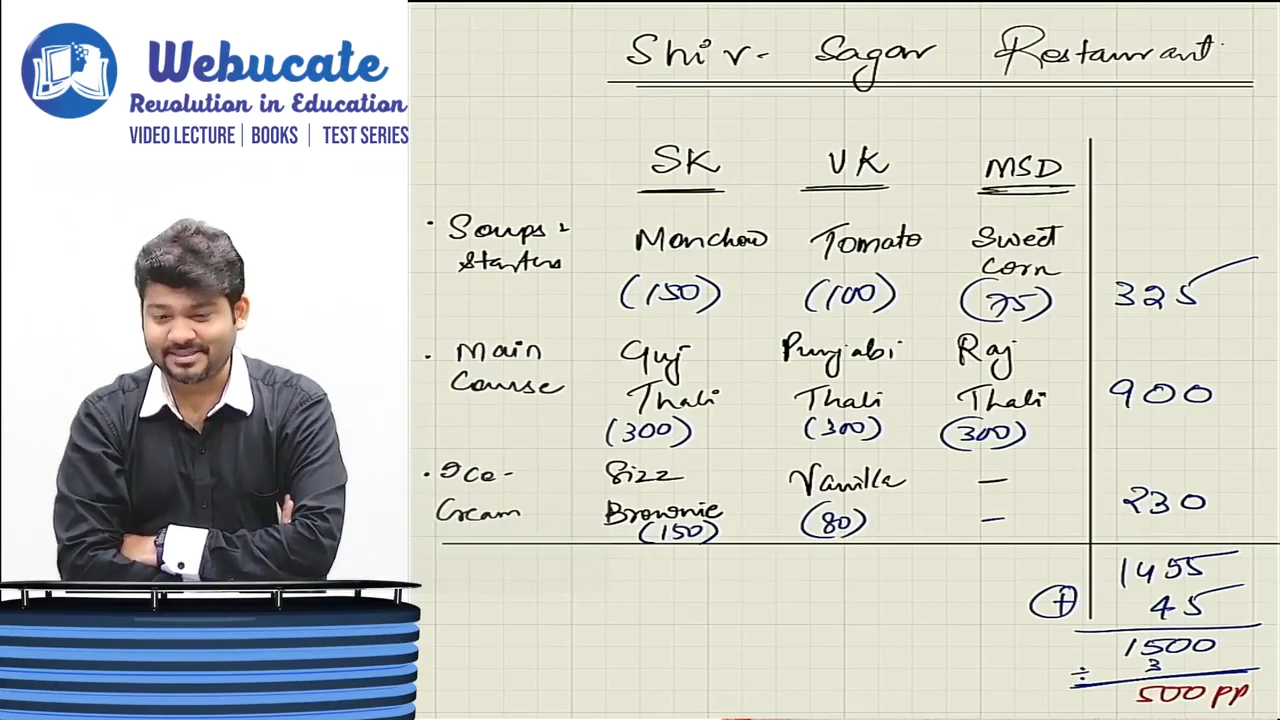 Webucate
Revolution in Education
VIDEO LECTURE | BOOKS | TEST SERIES
Shiv-Sagar Restaurant
SK VK MSD
• Soups & Starters
Manchow Tomato Sweet corn
(150) (100) (75) 325
• Main Course
Guj Punjabi Raj
Thali Thali Thali 900
(300) (300) (300)
• Ice-Cream
Sizz Vanilla —
Brownie 230
(150) (80) —
1455
(+) 45
1500
÷ 3
500 PP